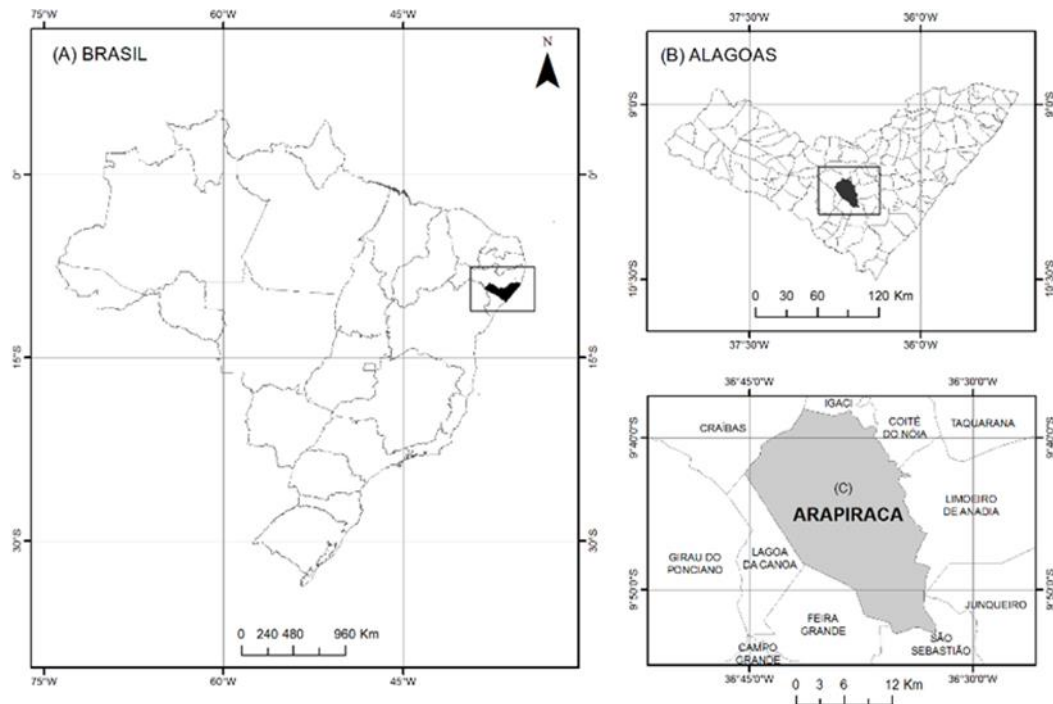 75°W 60°W 45°W
(A) BRASIL
N
0° 0°
15°S 15°S
30°S 30°S
0 240 480 960 Km
75°W 60°W 45°W
37°30'W 36°0'W
(B) ALAGOAS
9°0'S 9°0'S
10°30'S 10°30'S
0 30 60 120 Km
37°30'W 36°0'W
36°45'0"W 36°30'0"W
IGACI
CRAÍBAS
COITÉ
DO NÓIA
TAQUARANA
9°40'0"S 9°40'0"S
(C)
ARAPIRACA
LIMOEIRO
DE ANADIA
GIRAU DO
PONCIANO
LAGOA
DA CANOA
9°50'0"S 9°50'0"S
JUNQUEIRO
FEIRA
GRANDE
SÃO
SEBASTIÃO
CAMPO
GRANDE
36°45'0"W 36°30'0"W
0 3 6 12 Km